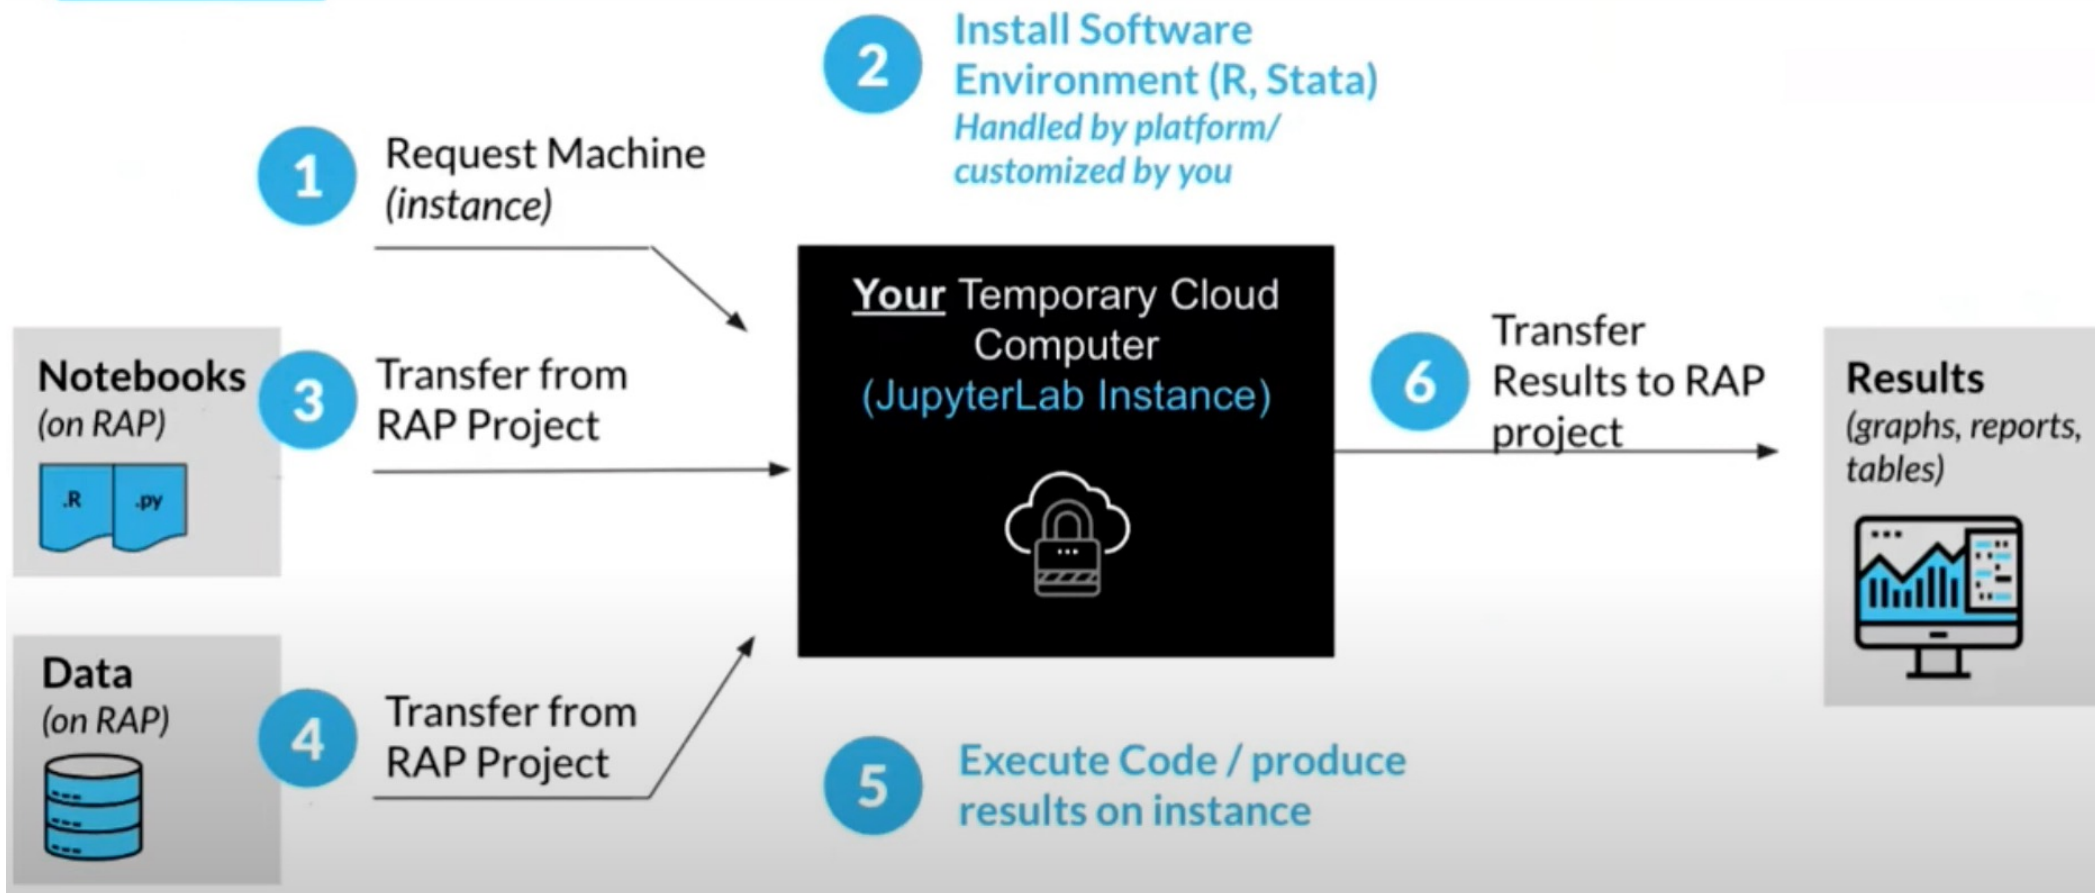 2
Install Software
Environment (R, Stata)
Handled by platform/
customized by you
1
Request Machine
(instance)
Notebooks
(on RAP)
.R
.py
3
Transfer from
RAP Project
Your Temporary Cloud
Computer
(JupyterLab Instance)
6
Transfer
Results to RAP
project
Results
(graphs, reports,
tables)
Data
(on RAP)
4
Transfer from
RAP Project
5
Execute Code / produce
results on instance